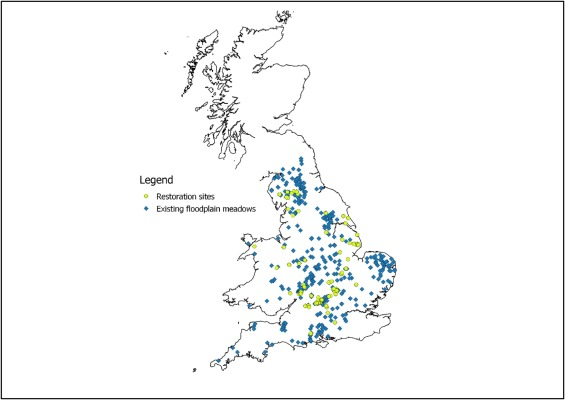 Legend
Restoration sites
Existing floodplain meadows